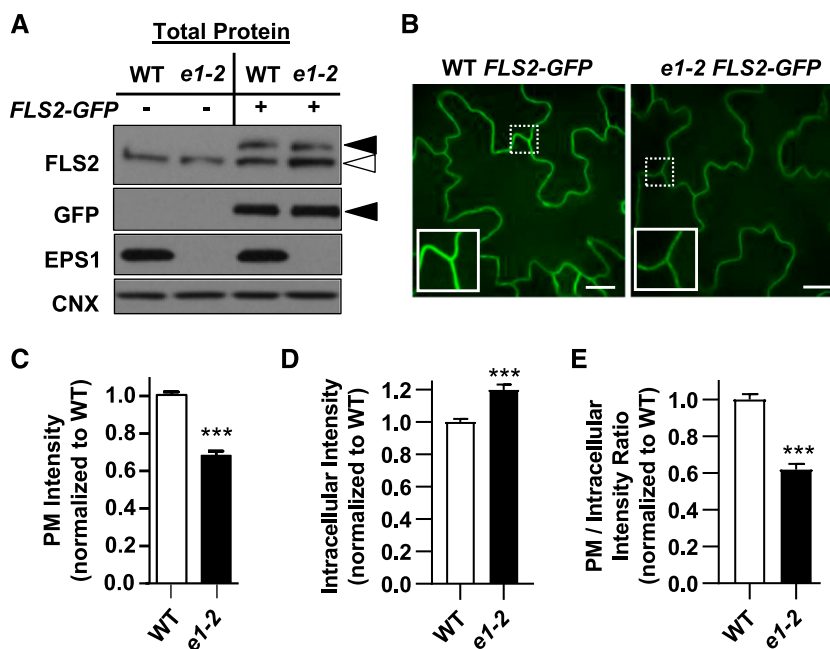 A
Total Protein
WT e1-2 WT e1-2
FLS2-GFP - - + +
FLS2
GFP
EPS1
CNX
B
WT FLS2-GFP
e1-2 FLS2-GFP
C
PM Intensity
(normalized to WT)
1.0
0.8
0.6
0.4
0.2
0.0
***
WT
e1-2
D
Intracellular Intensity
(normalized to WT)
1.2
1.0
0.8
0.6
0.4
0.2
0.0
***
WT
e1-2
E
PM / Intracellular
Intensity Ratio
(normalized to WT)
1.0
0.8
0.6
0.4
0.2
0.0
***
WT
e1-2